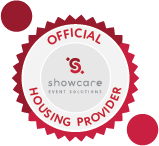 OFFICIAL
showcare
EVENT SOLUTIONS
HOUSING PROVIDER